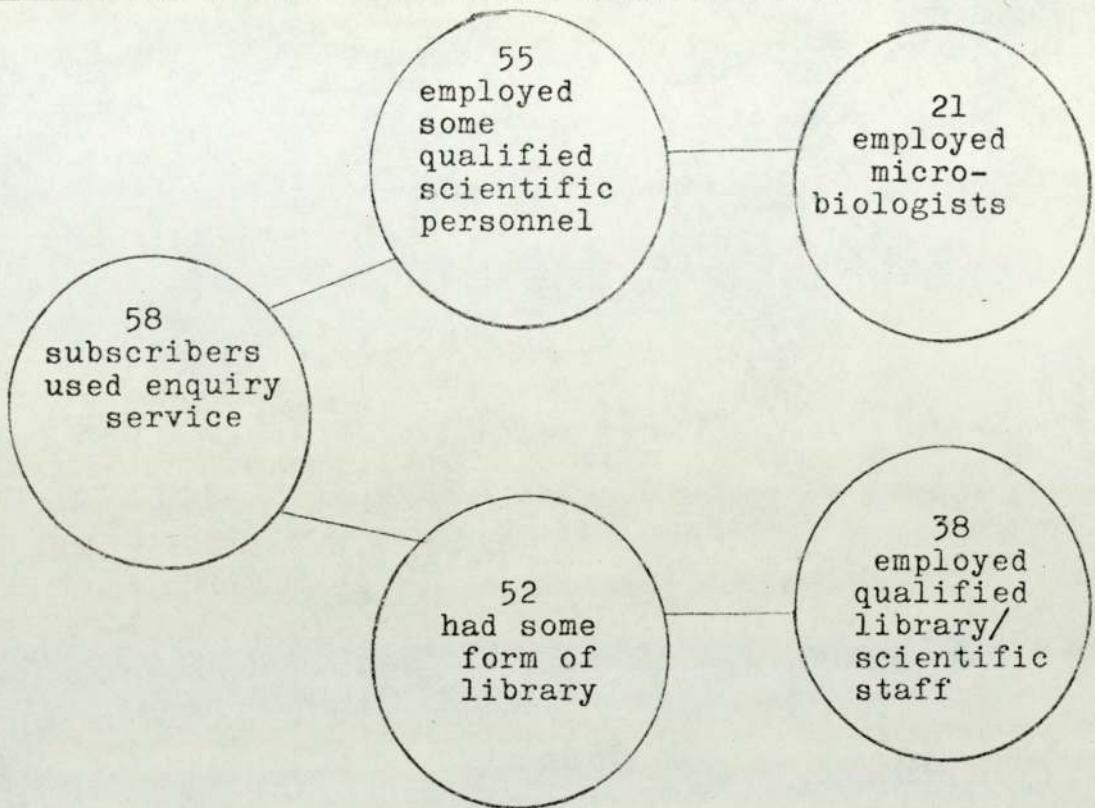 55
employed
some
qualified
scientific
personnel
21
employed
micro-
biologists
58
subscribers
used enquiry
service
52
had some
form of
library
38
employed
qualified
library/
scientific
staff